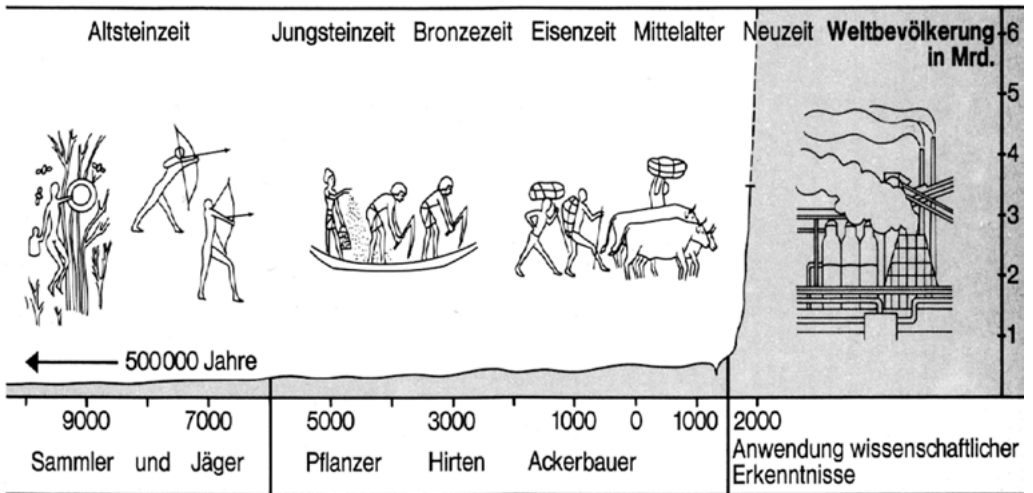 Altsteinzeit Jungsteinzeit Bronzezeit Eisenzeit Mittelalter Neuzeit Weltbevölkerung
in Mrd.
6
5
4
3
2
1
500000 Jahre
9000 7000 5000 3000 1000 0 1000 2000
Sammler und Jäger Pflanzer Hirten Ackerbauer Anwendung wissenschaftlicher
Erkenntnisse